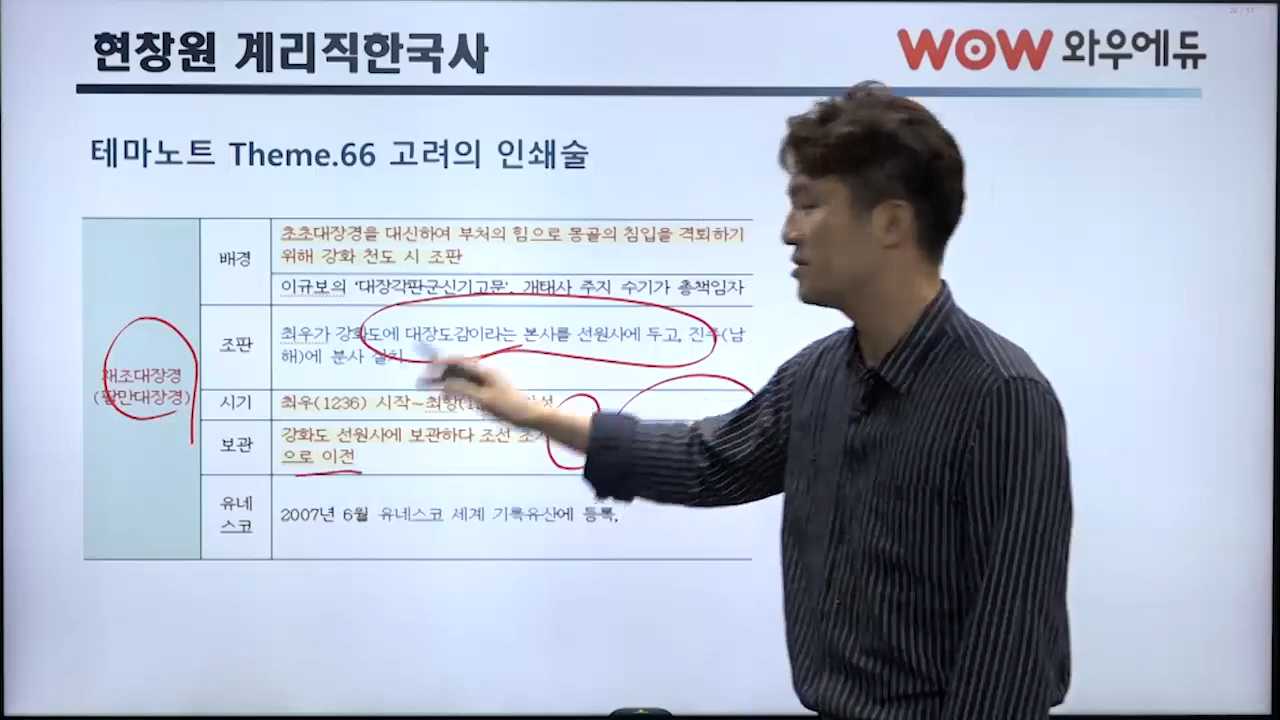 현창원 계리직한국사
WOW 와우에듀
테마노트 Theme.66 고려의 인쇄술
재조대장경
(팔만대장경)
배경
초초대장경을 대신하여 부처의 힘으로 몽골의 침입을 격퇴하기
위해 강화 천도 시 조판
이규보의 '대장각판군신기고문', 개태사 주지 수기가 총책임자
조판
최우가 강화도에 대장도감이라는 본사를 선원사에 두고, 진주(남
해)에 분사 설치
시기
최우(1236) 시작~최항
보관
강화도 선원사에 보관하다 조선
으로 이전
유네
스코
2007년 6월 유네스코 세계 기록유산에 등록,